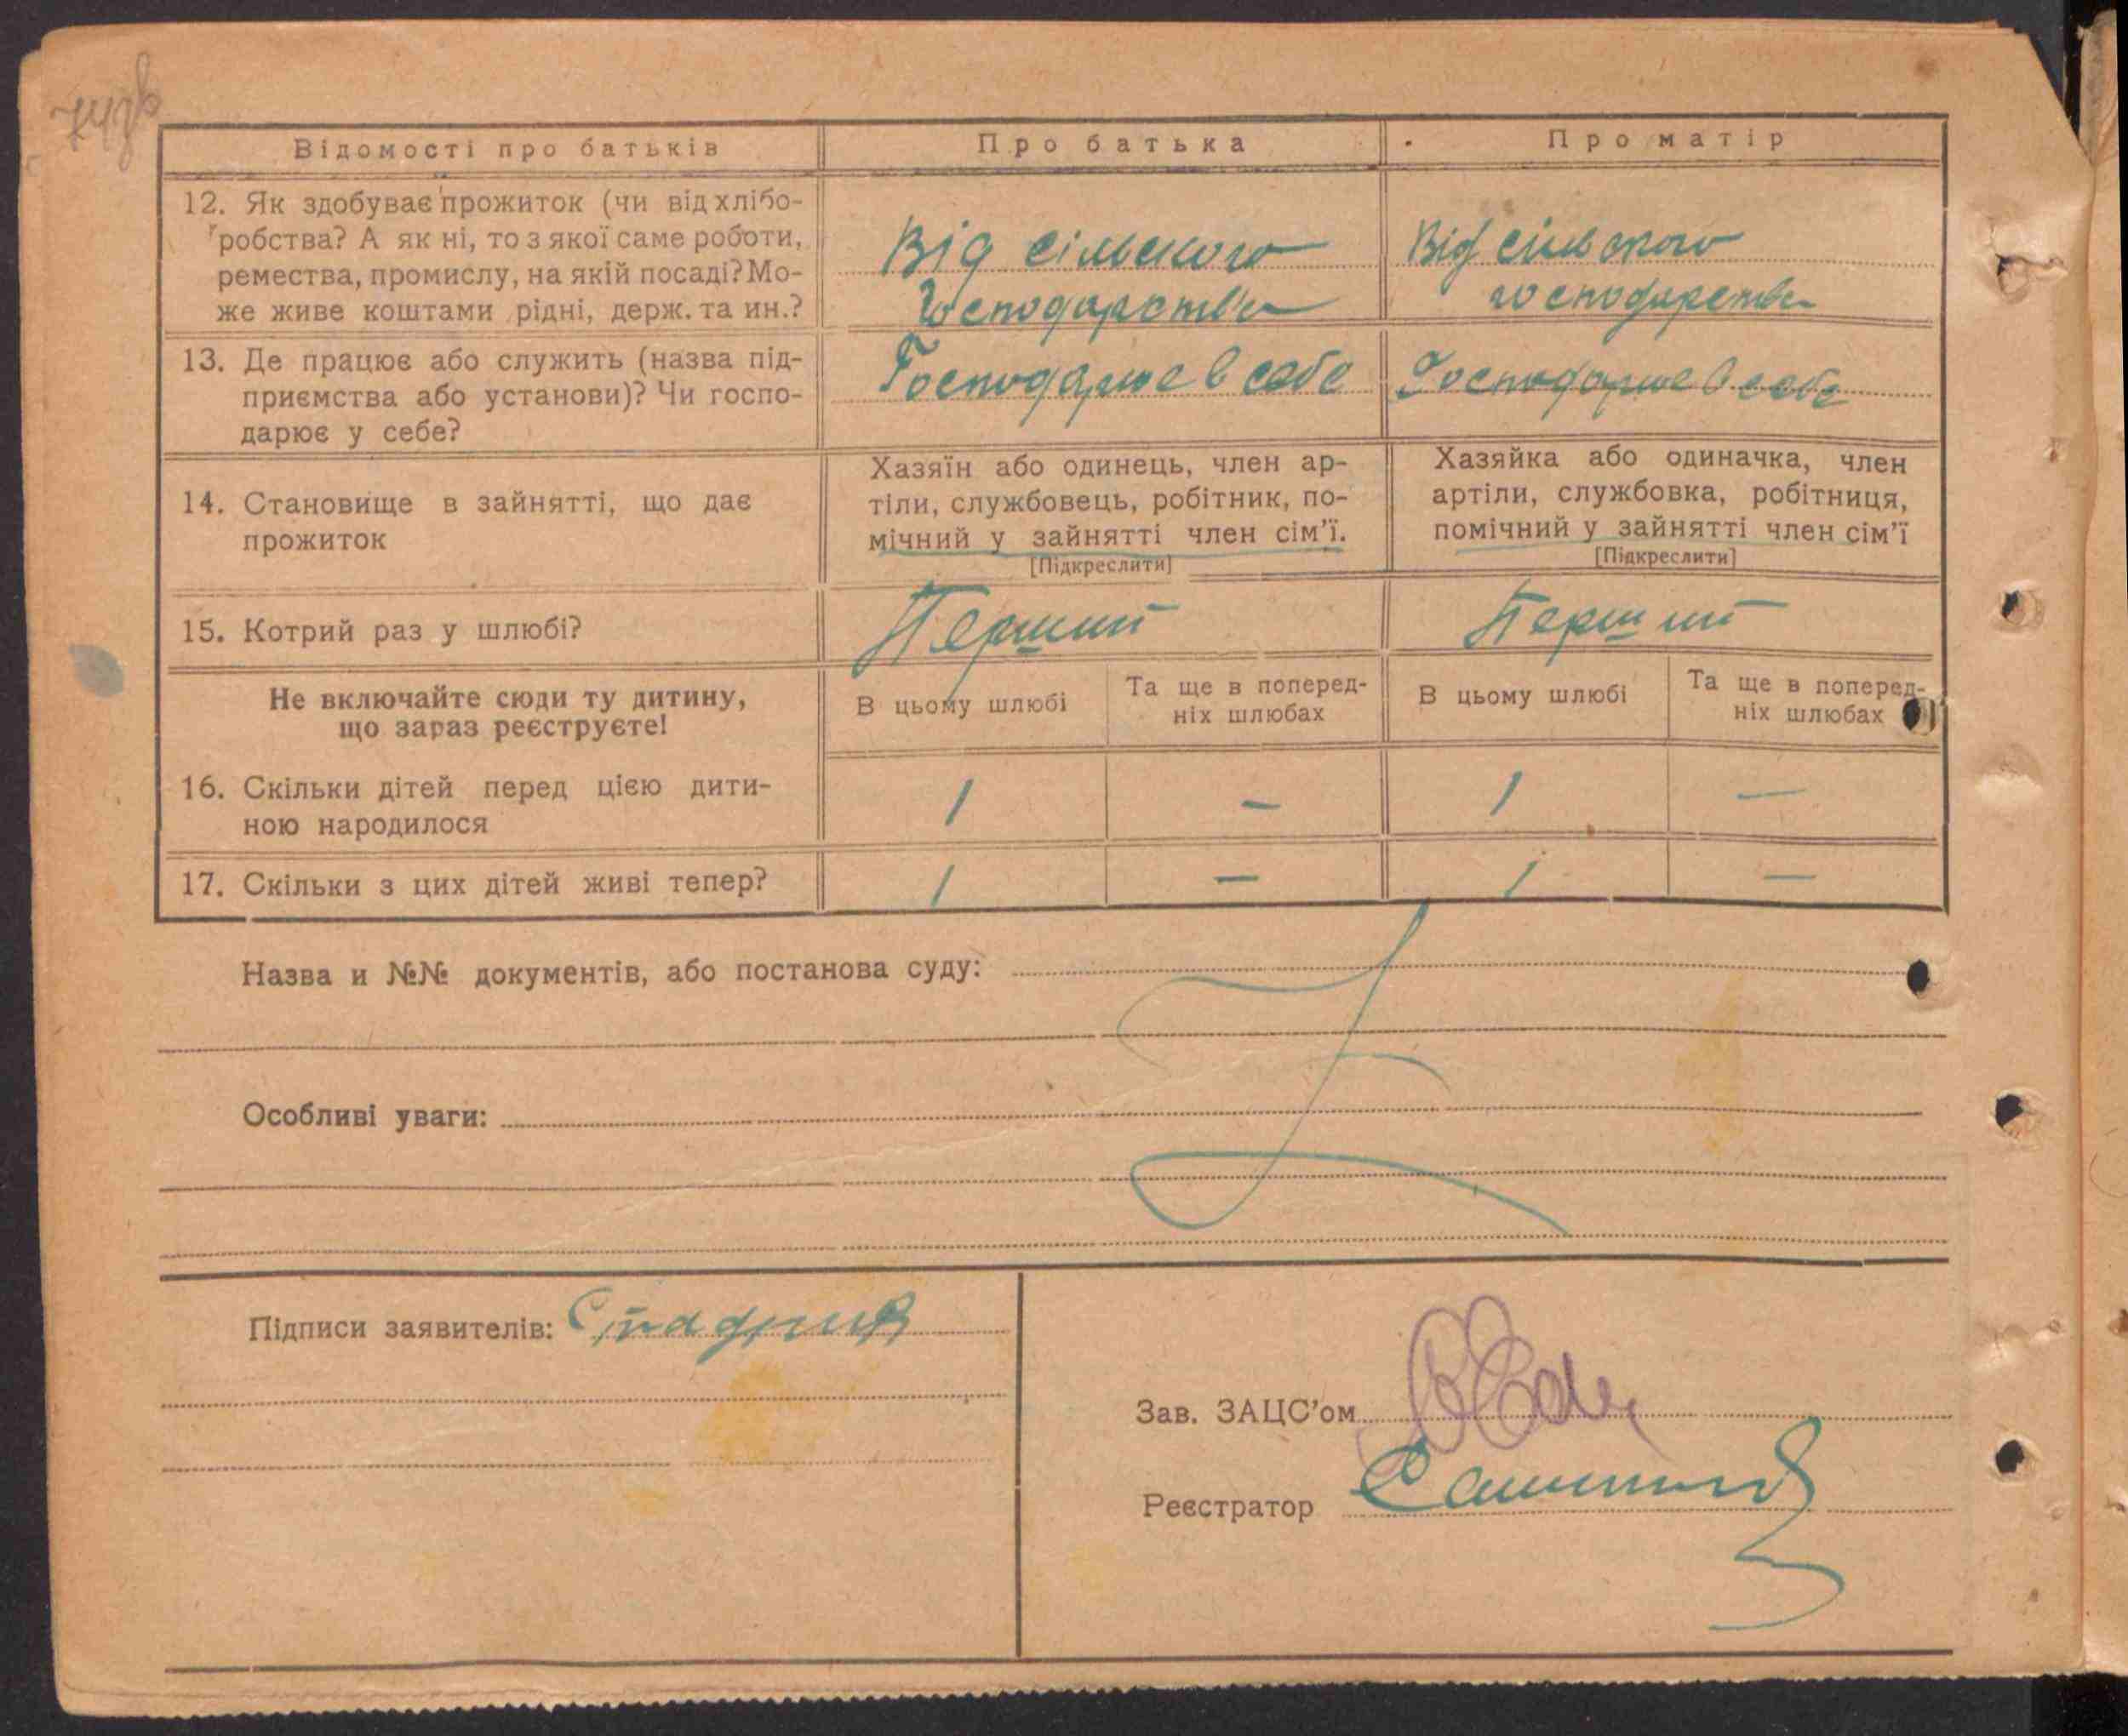 Відомості про батьків
Про батька
Про матір
12. Як здобуває прожиток (чи від хлібо-
робства? А як ні, то з якої саме роботи,
ремества, промислу, на якій посаді? Мо-
же живе коштами рідні, держ. та ин.?
Від сільского
господарства
Від сільского
господарства
13. Де працює або служить (назва під-
приємства або установи)? Чи госпо-
дарює у себе?
Господарює в себе
Господарює в себе
14. Становище в зайнятті, що дає
прожиток
Хазяїн або одинець, член ар-
тіли, службовець, робітник, по-
мічний у зайнятті член сім'ї.
[Підкреслити]
Хазяйка або одиначка, член
артіли, службовка, робітниця,
помічний у зайнятті член сім'ї
[Підкреслити]
15. Котрий раз у шлюбі?
Перший
Перший
Не включайте сюди ту дитину,
що зараз реєструєте!
В цьому шлюбі
Та ще в поперед-
ніх шлюбах
В цьому шлюбі
Та ще в поперед-
ніх шлюбах
16. Скільки дітей перед цією дити-
ною народилося
1 — 1 —
17. Скільки з цих дітей живі тепер?
1 — 1 —
Назва и №№ документів, або постанова суду:
Особливі уваги:
Підписи заявителів:
Зав. ЗАЦС'ом
Реєстратор